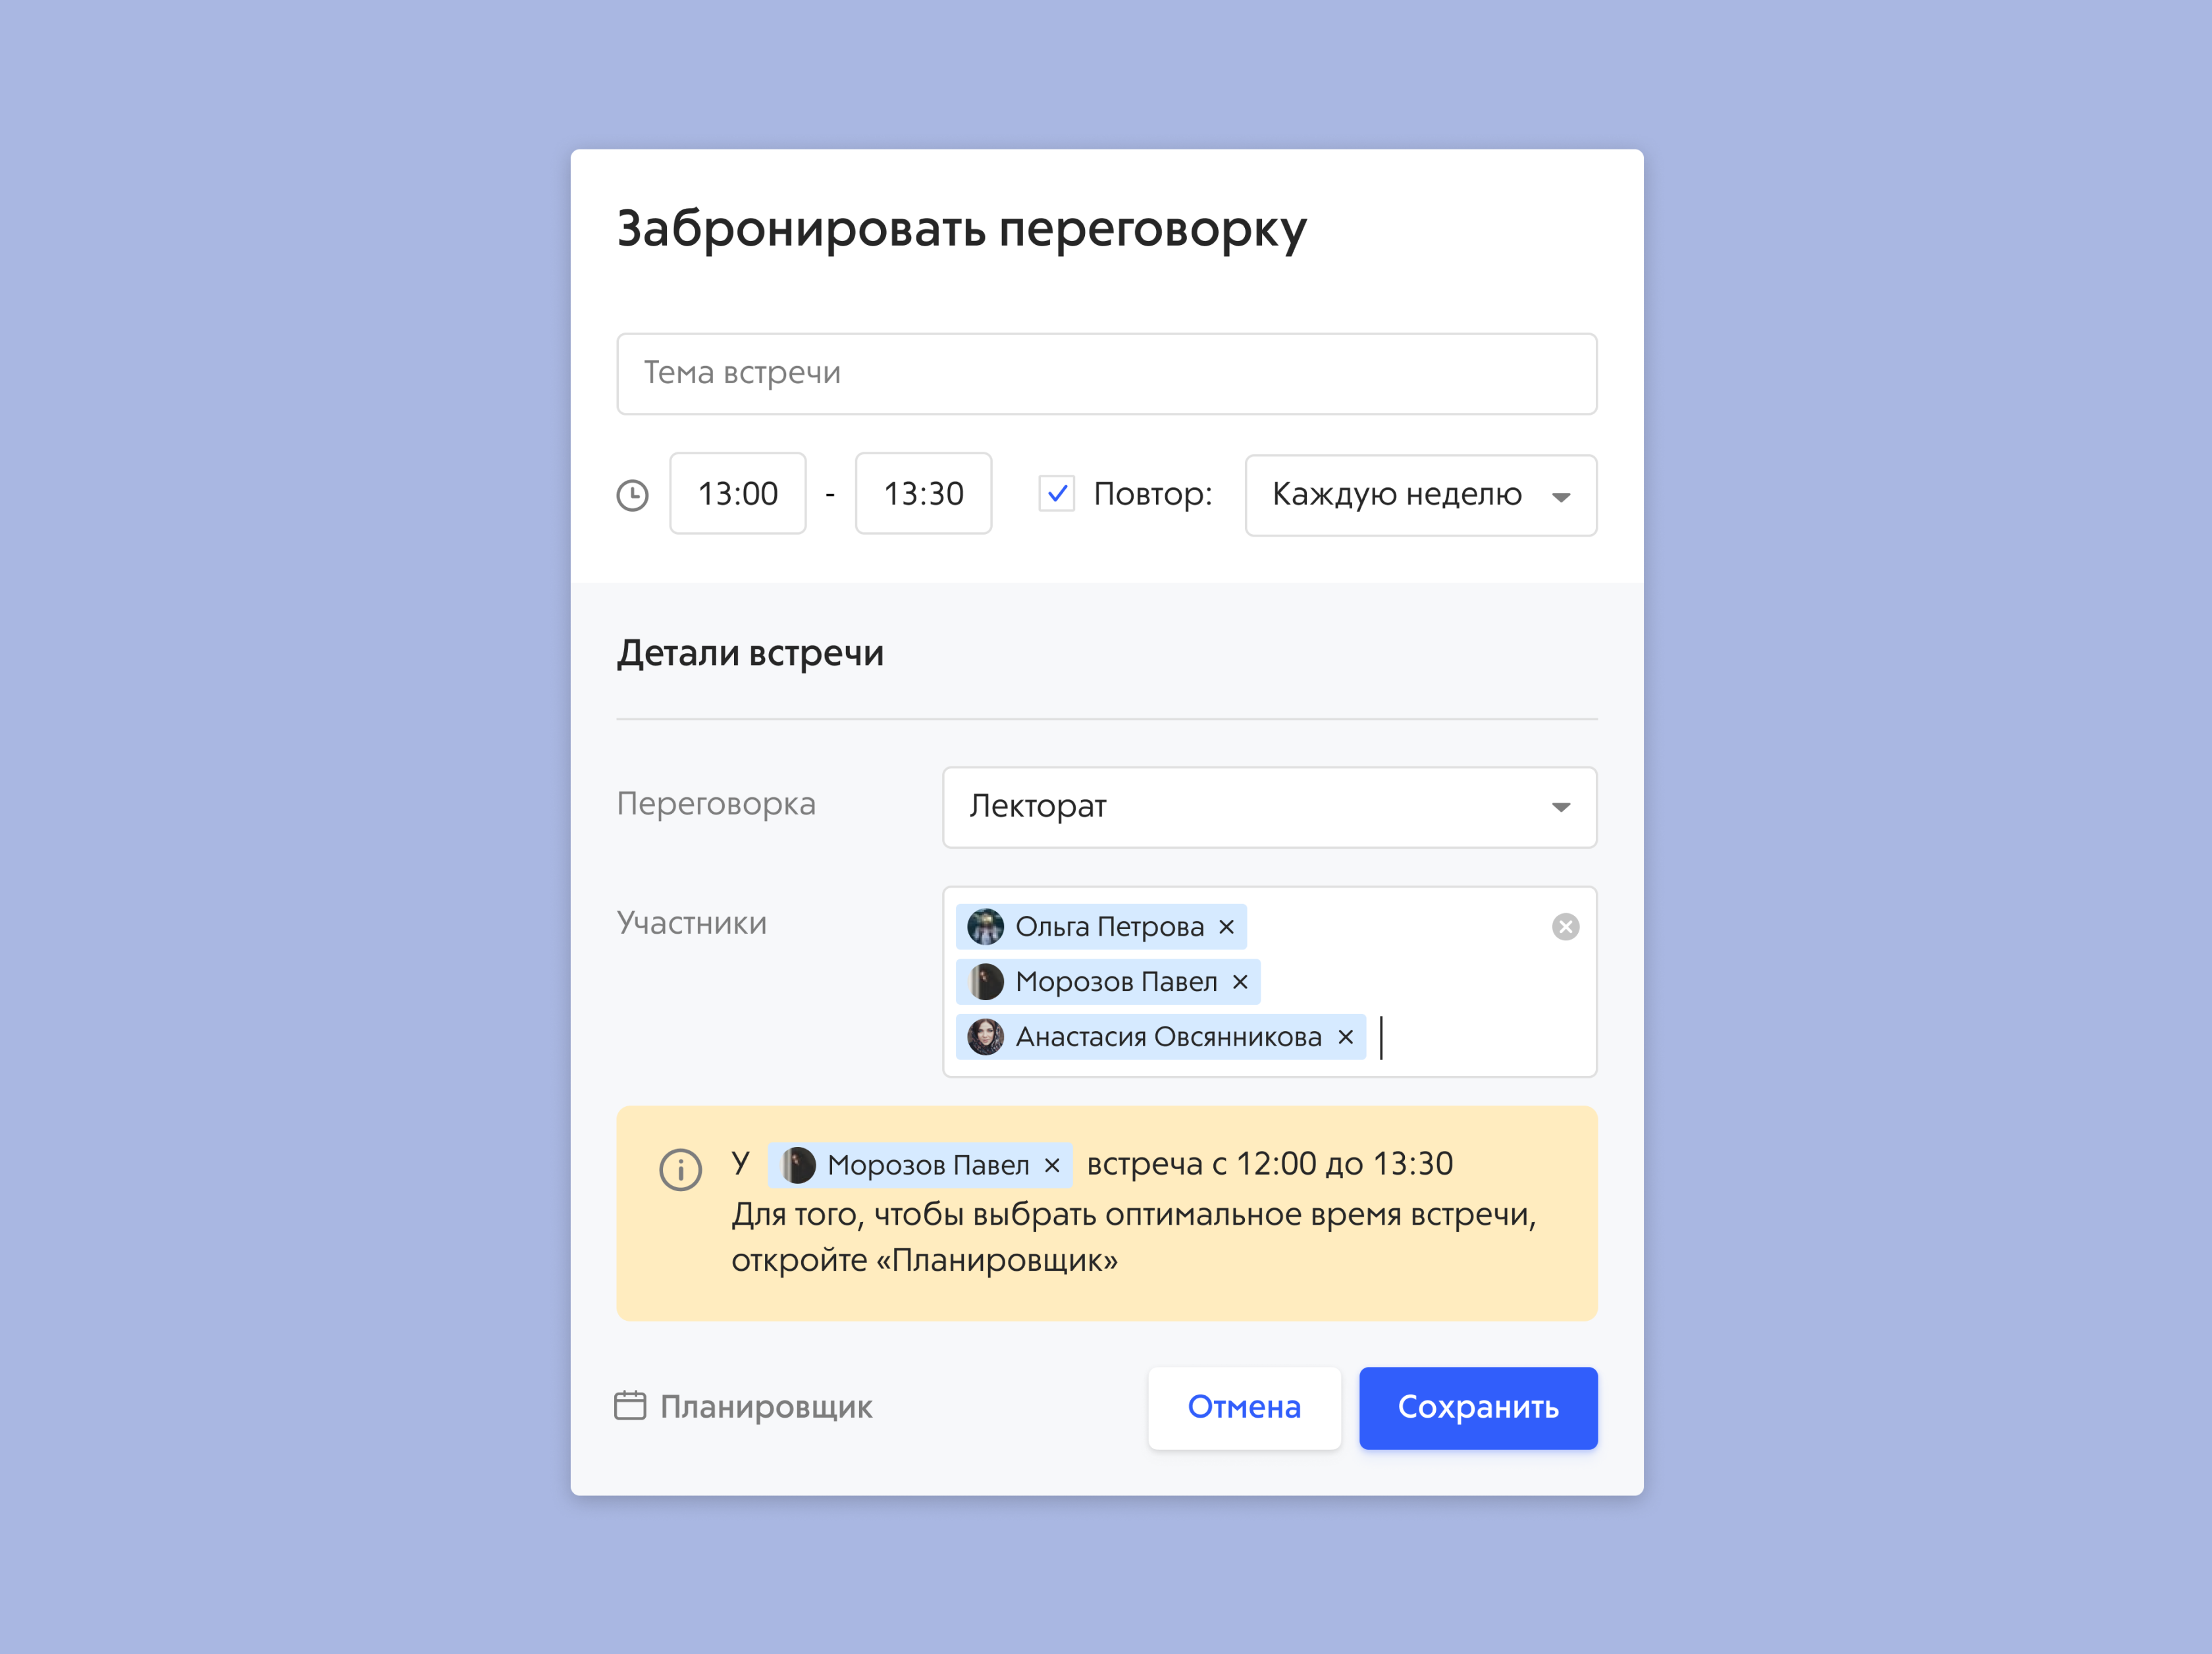 Забронировать переговорку
Тема встречи
13:00 - 13:30 Повтор: Каждую неделю
Детали встречи
Переговорка Лекторат
Участники Ольга Петрова ×
Морозов Павел ×
Анастасия Овсянникова ×
У Морозов Павел × встреча с 12:00 до 13:30
Для того, чтобы выбрать оптимальное время встречи,
откройте «Планировщик»
Планировщик Отмена Сохранить